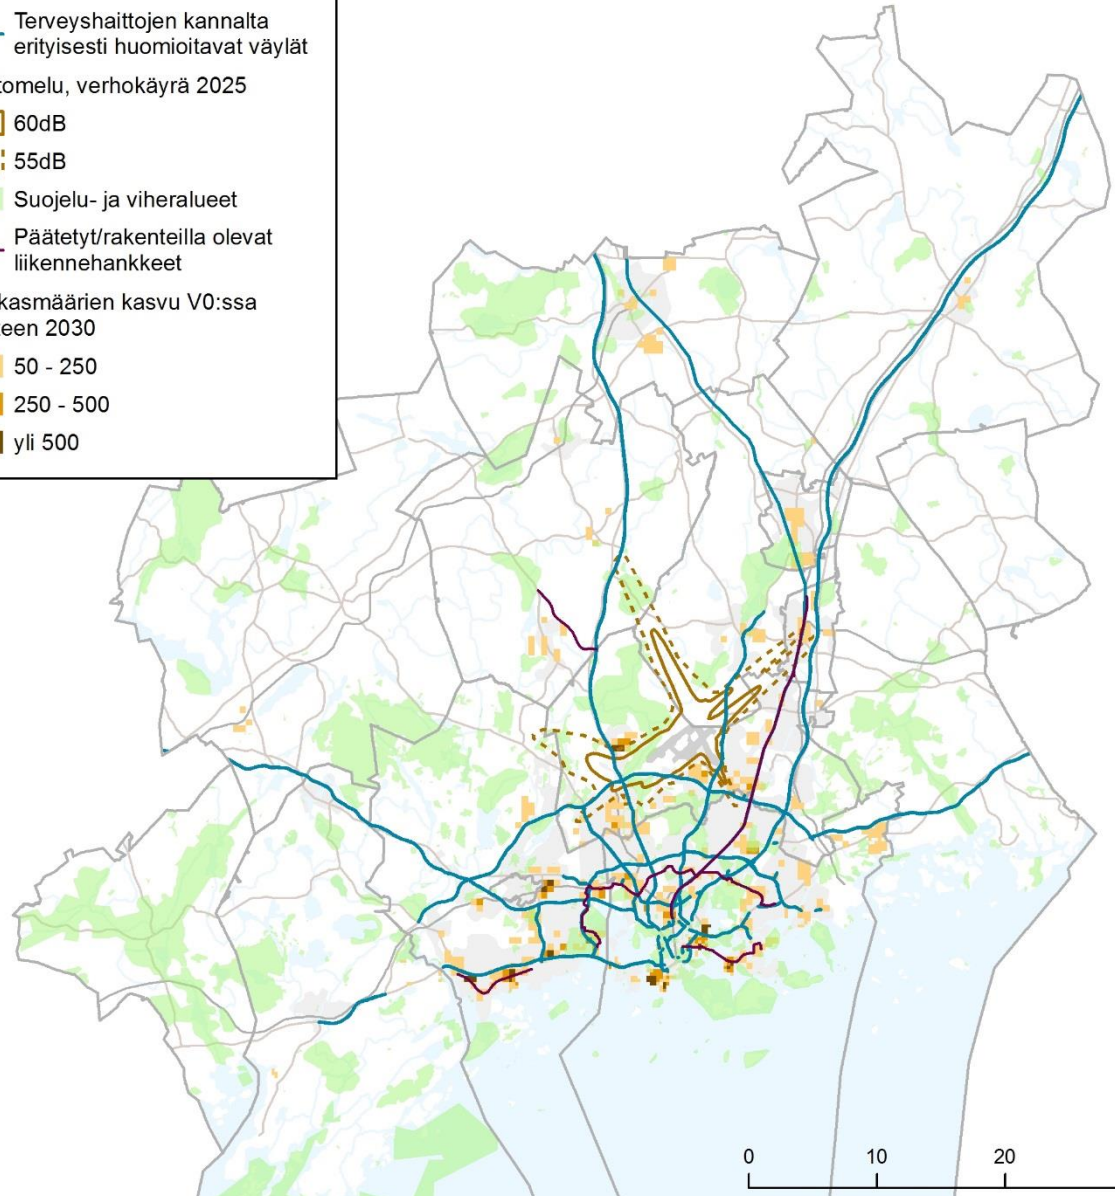 Terveyshaittojen kannalta
erityisesti huomioitavat väylät
tomelu, verhokäyrä 2025
60dB
55dB
Suojelu- ja viheralueet
Päätetyt/rakenteilla olevat
liikennehankkeet
kasmäärien kasvu V0:ssa
een 2030
50 - 250
250 - 500
yli 500
0 10 20